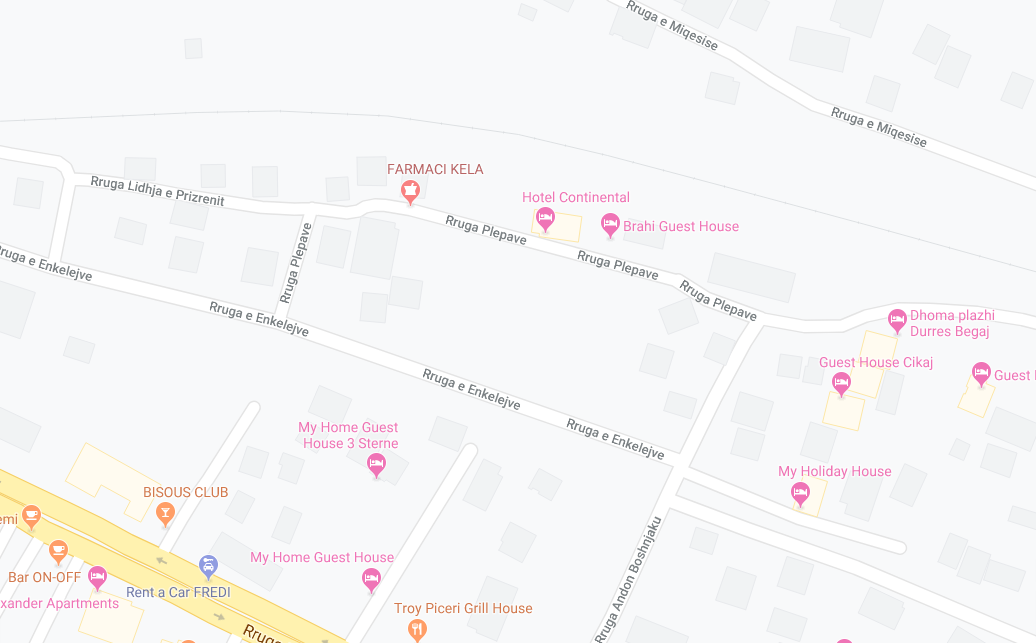 Rruga e Miqesise
Rruga e Miqesise
FARMACI KELA
Rruga Lidhja e Prizrenit
Hotel Continental
Brahi Guest House
Rruga Plepave
Rruga Plepave
Rruga Plepave
Rruga Plepave
Rruga e Enkelejve
Rruga e Enkelejve
Dhoma plazhi
Durres Begaj
Guest House Cikaj
Guest
Rruga e Enkelejve
Rruga e Enkelejve
My Home Guest
House 3 Sterne
My Holiday House
BISOUS CLUB
emi
Rruga Andon Boshnjaku
My Home Guest House
Bar ON-OFF
Rent a Car FREDI
xander Apartments
Troy Piceri Grill House
Rruga